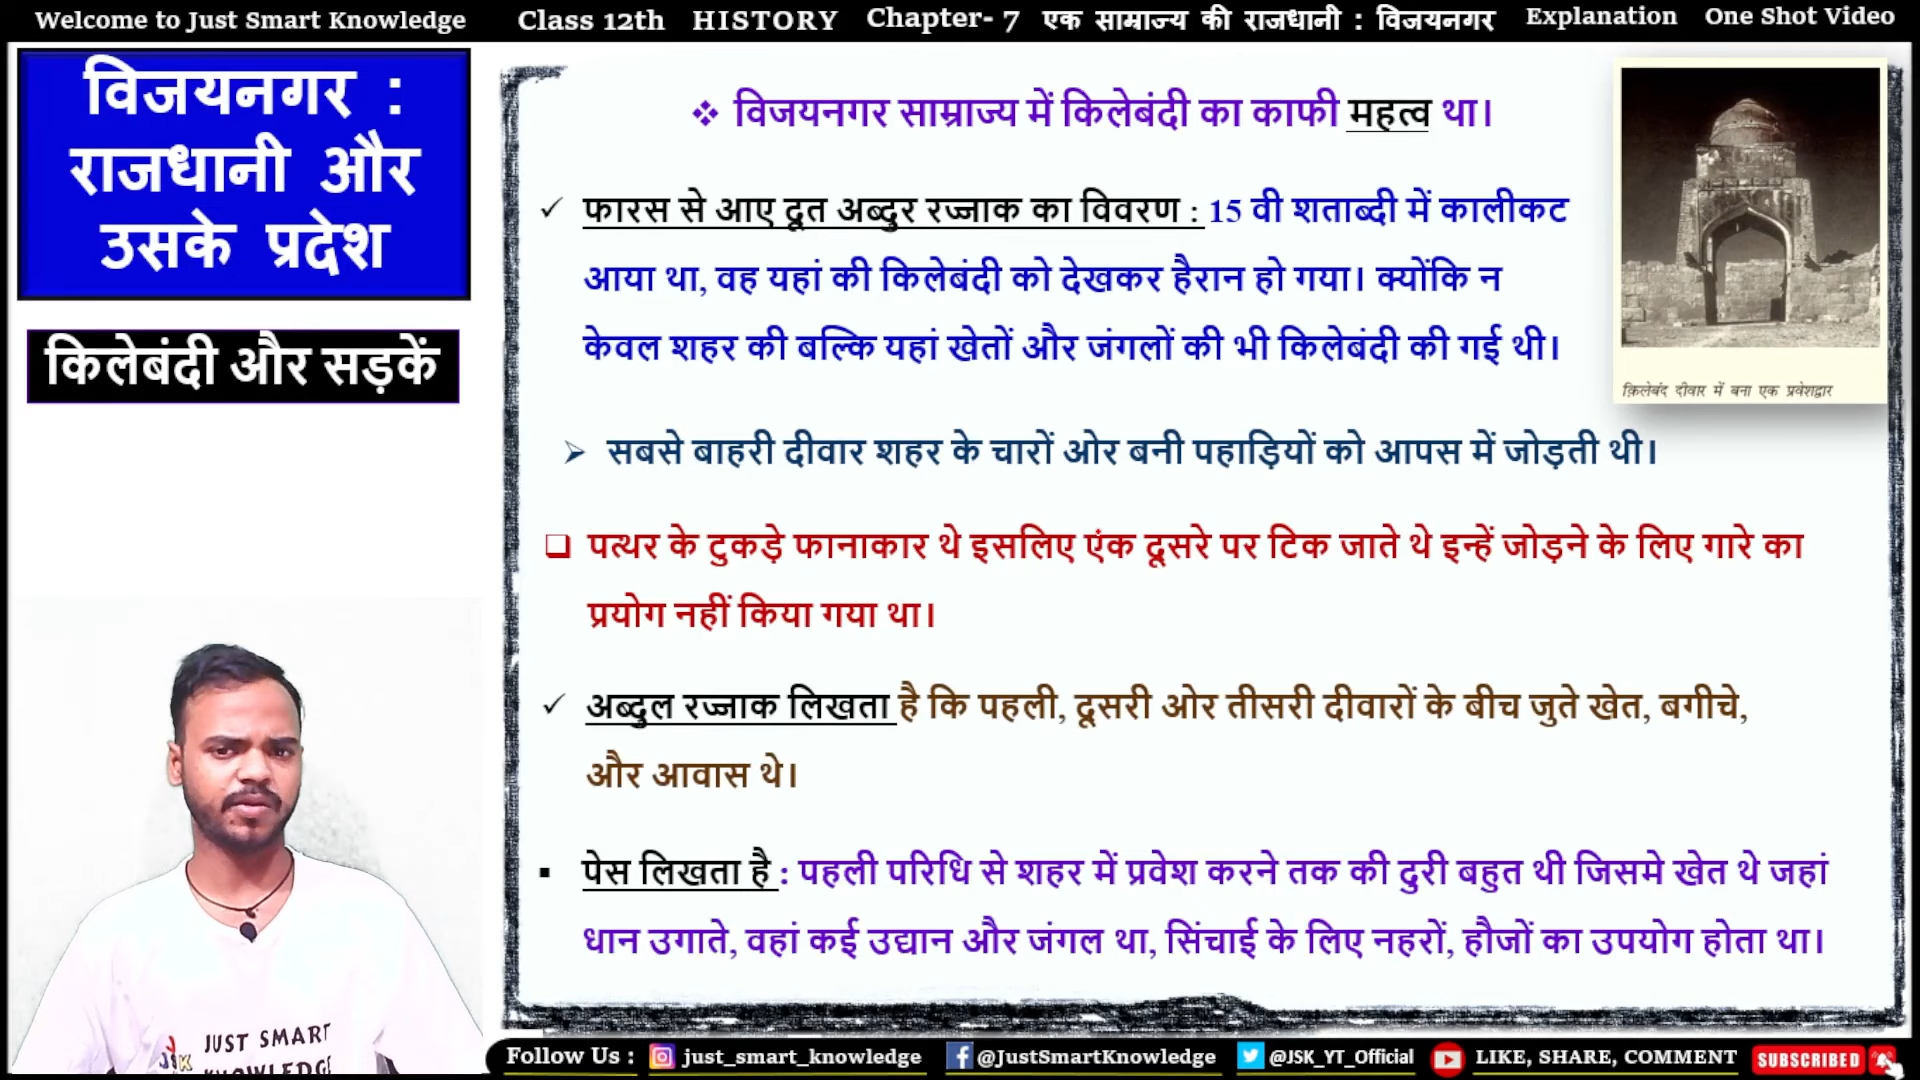 Welcome to Just Smart Knowledge Class 12th HISTORY Chapter- 7 एक साम्राज्य की राजधानी : विजयनगर Explanation One Shot Video
विजयनगर :
राजधानी और
उसके प्रदेश
किलेबंदी और सड़कें
❖ विजयनगर साम्राज्य में किलेबंदी का काफी महत्व था।
✓ फारस से आए दूत अब्दुर रज्जाक का विवरण : 15 वी शताब्दी में कालीकट
आया था, वह यहां की किलेबंदी को देखकर हैरान हो गया। क्योंकि न
केवल शहर की बल्कि यहां खेतों और जंगलों की भी किलेबंदी की गई थी।
क़िलेबंद दीवार में बना एक प्रवेशद्वार
➢ सबसे बाहरी दीवार शहर के चारों ओर बनी पहाड़ियों को आपस में जोड़ती थी।
❑ पत्थर के टुकड़े फानाकार थे इसलिए एंक दूसरे पर टिक जाते थे इन्हें जोड़ने के लिए गारे का
प्रयोग नहीं किया गया था।
✓ अब्दुल रज्जाक लिखता है कि पहली, दूसरी ओर तीसरी दीवारों के बीच जुते खेत, बगीचे,
और आवास थे।
▪ पेस लिखता है : पहली परिधि से शहर में प्रवेश करने तक की दुरी बहुत थी जिसमे खेत थे जहां
धान उगाते, वहां कई उद्यान और जंगल था, सिंचाई के लिए नहरों, हौजों का उपयोग होता था।
JUST SMART
JSK KNOWLEDGE
Follow Us : just_smart_knowledge @JustSmartKnowledge @JSK_YT_Official LIKE, SHARE, COMMENT SUBSCRIBED